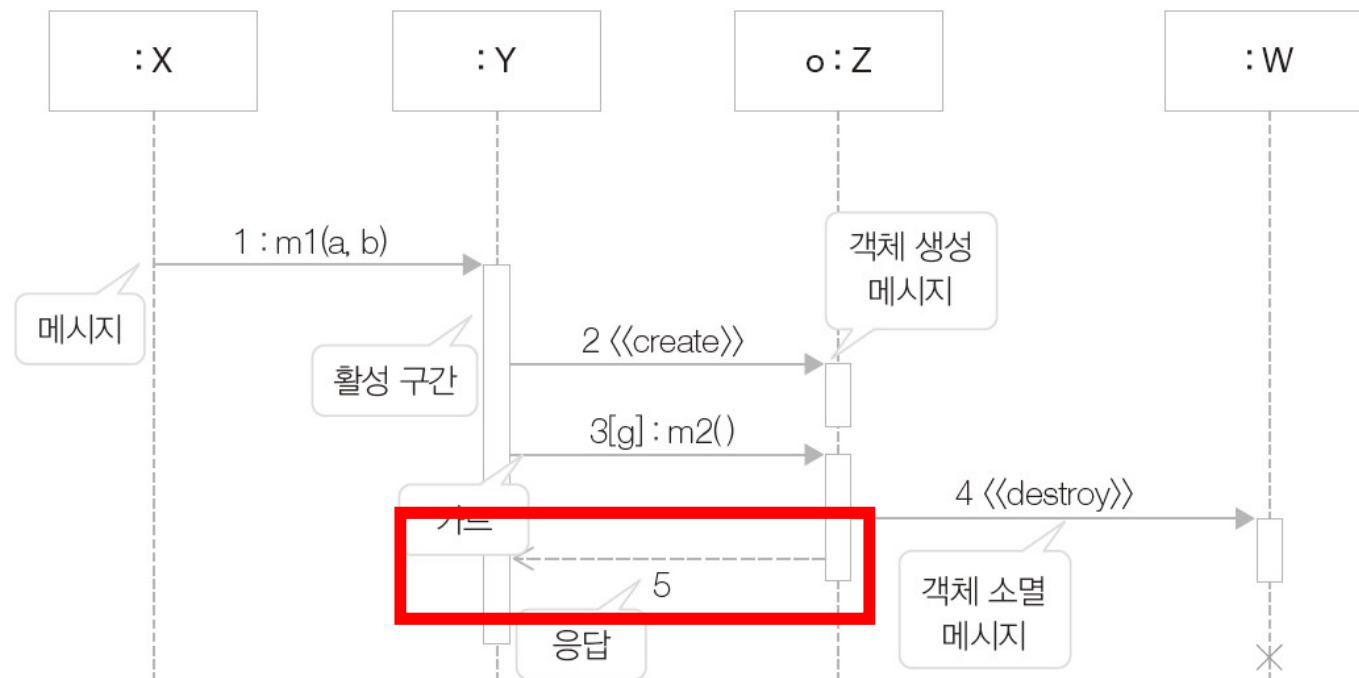 : X
: Y
o : Z
: W
1 : m1(a, b)
객체 생성
메시지
메시지
2 〈〈create〉〉
활성 구간
3[g] : m2()
4 〈〈destroy〉〉
5
객체 소멸
메시지
응답